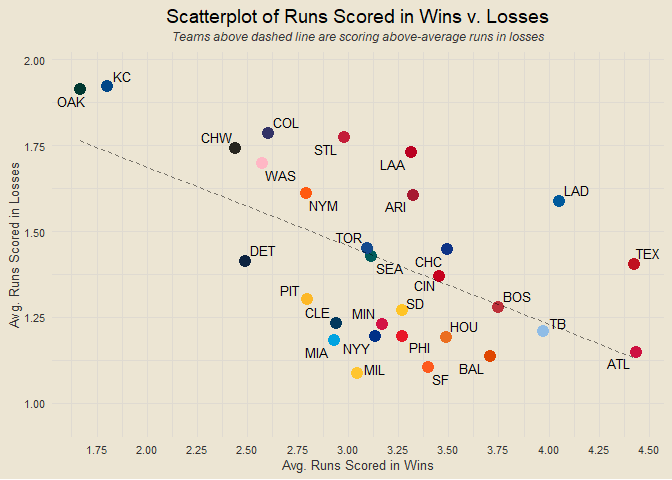 Scatterplot of Runs Scored in Wins v. Losses
Teams above dashed line are scoring above-average runs in losses
2.00
KC
OAK
COL
CHW
STL
1.75
LAA
WAS
LAD
NYM
ARI
Avg. Runs Scored in Losses
1.50
TOR
DET
CHC
TEX
SEA
CIN
PIT
BOS
SD
1.25
CLE
MIN
TB
HOU
MIA
NYY
PHI
ATL
MIL
BAL
SF
1.00
1.75
2.00
2.25
2.50
2.75
3.00
3.25
3.50
3.75
4.00
4.25
4.50
Avg. Runs Scored in Wins